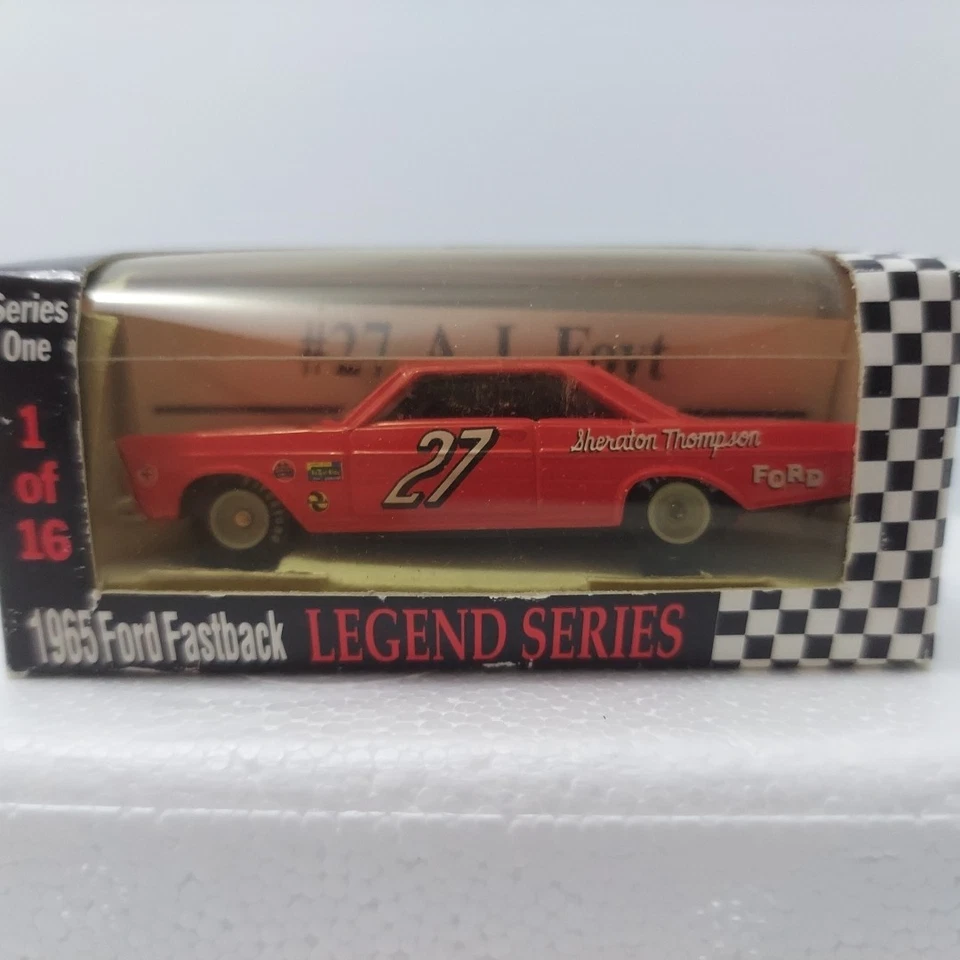 Series
One
1
of
16
#27 A.J. Foyt
27
Sheraton Thompson
FORD
1965 Ford Fastback LEGEND SERIES